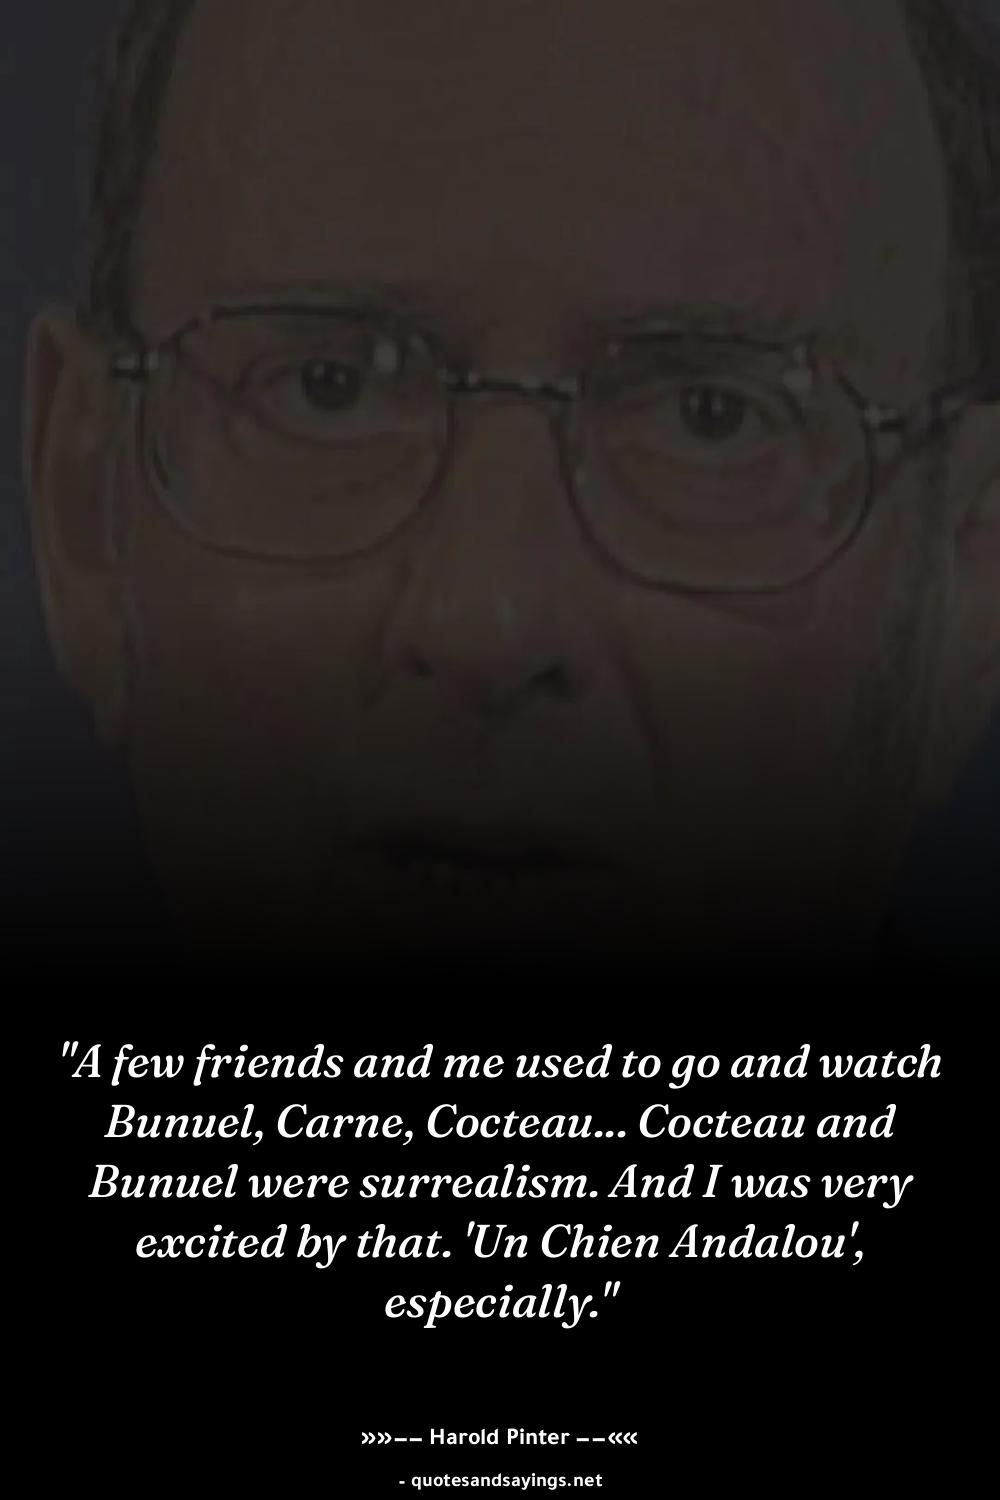 "A few friends and me used to go and watch
Bunuel, Carne, Cocteau... Cocteau and
Bunuel were surrealism. And I was very
excited by that. 'Un Chien Andalou',
especially."
»»–– Harold Pinter ––««
- quotesandsayings.net